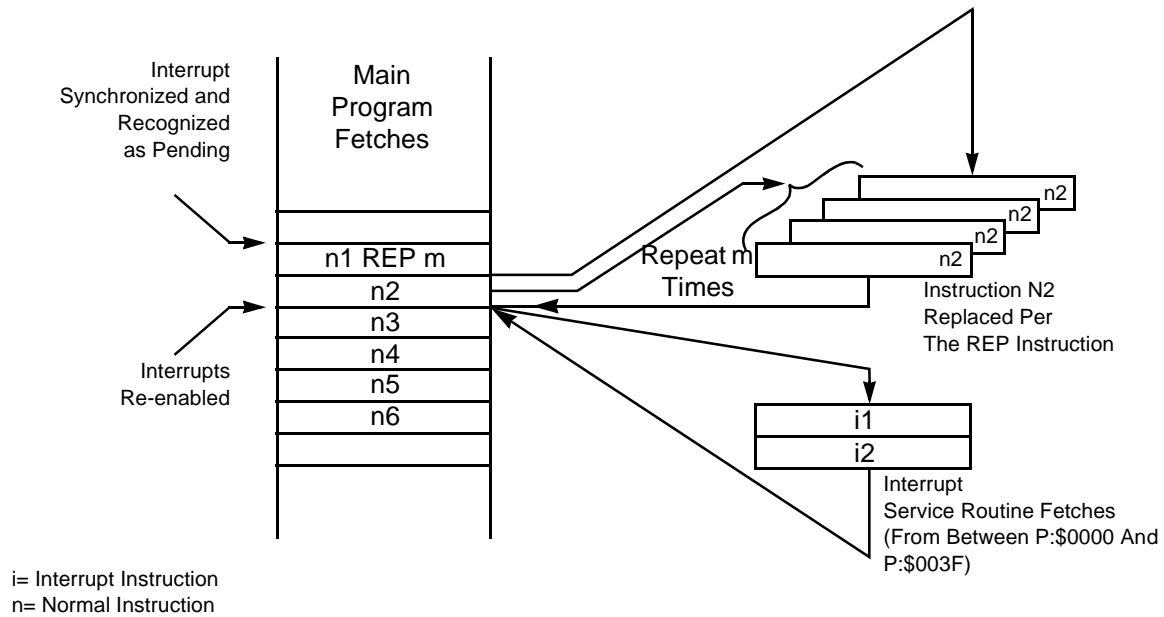 Interrupt
Synchronized and
Recognized
as Pending
Main
Program
Fetches
n1 REP m
n2
n3
n4
n5
n6
Interrupts
Re-enabled
Repeat m
Times
n2
n2
n2
n2
Instruction N2
Replaced Per
The REP Instruction
i1
i2
Interrupt
Service Routine Fetches
(From Between P:$0000 And
P:$003F)
i= Interrupt Instruction
n= Normal Instruction